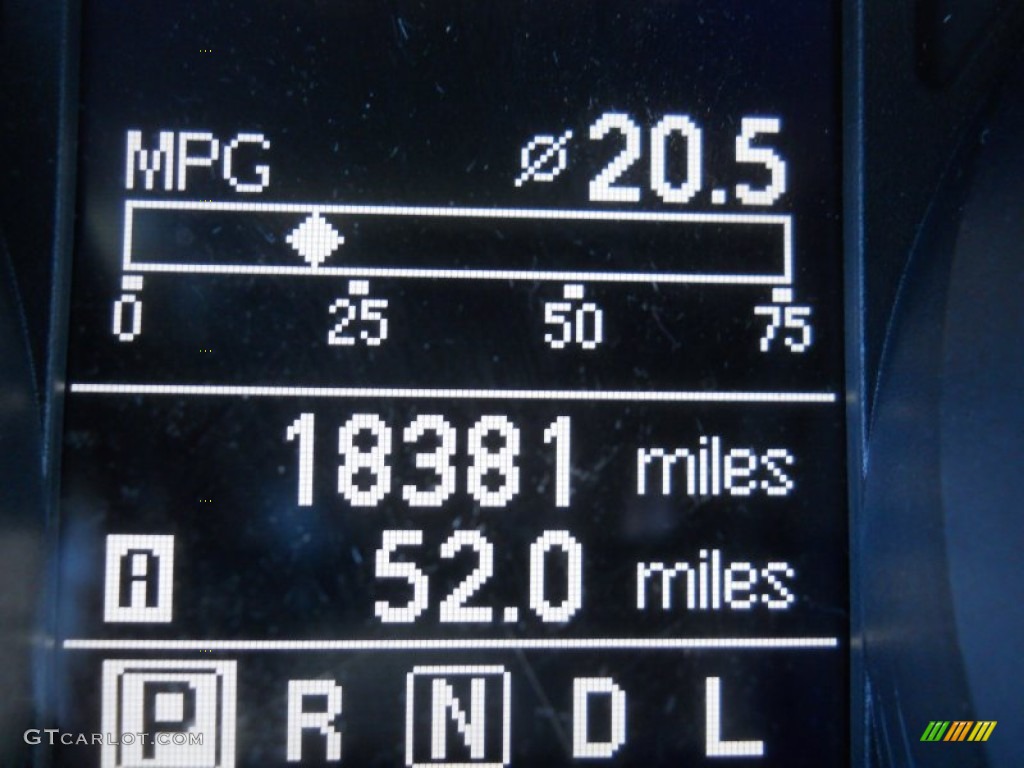 MPG ⌀20.5
0 25 50 75
18381 miles
A 52.0 miles
P R N D L
GTCARLOT.COM